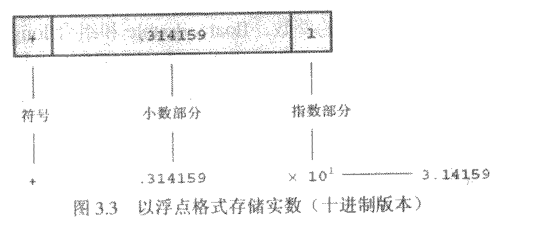 + .314159 1
符号 小数部分 指数部分
+ .314159 × 10¹ 3.14159
图 3.3 以浮点格式存储实数（十进制版本）